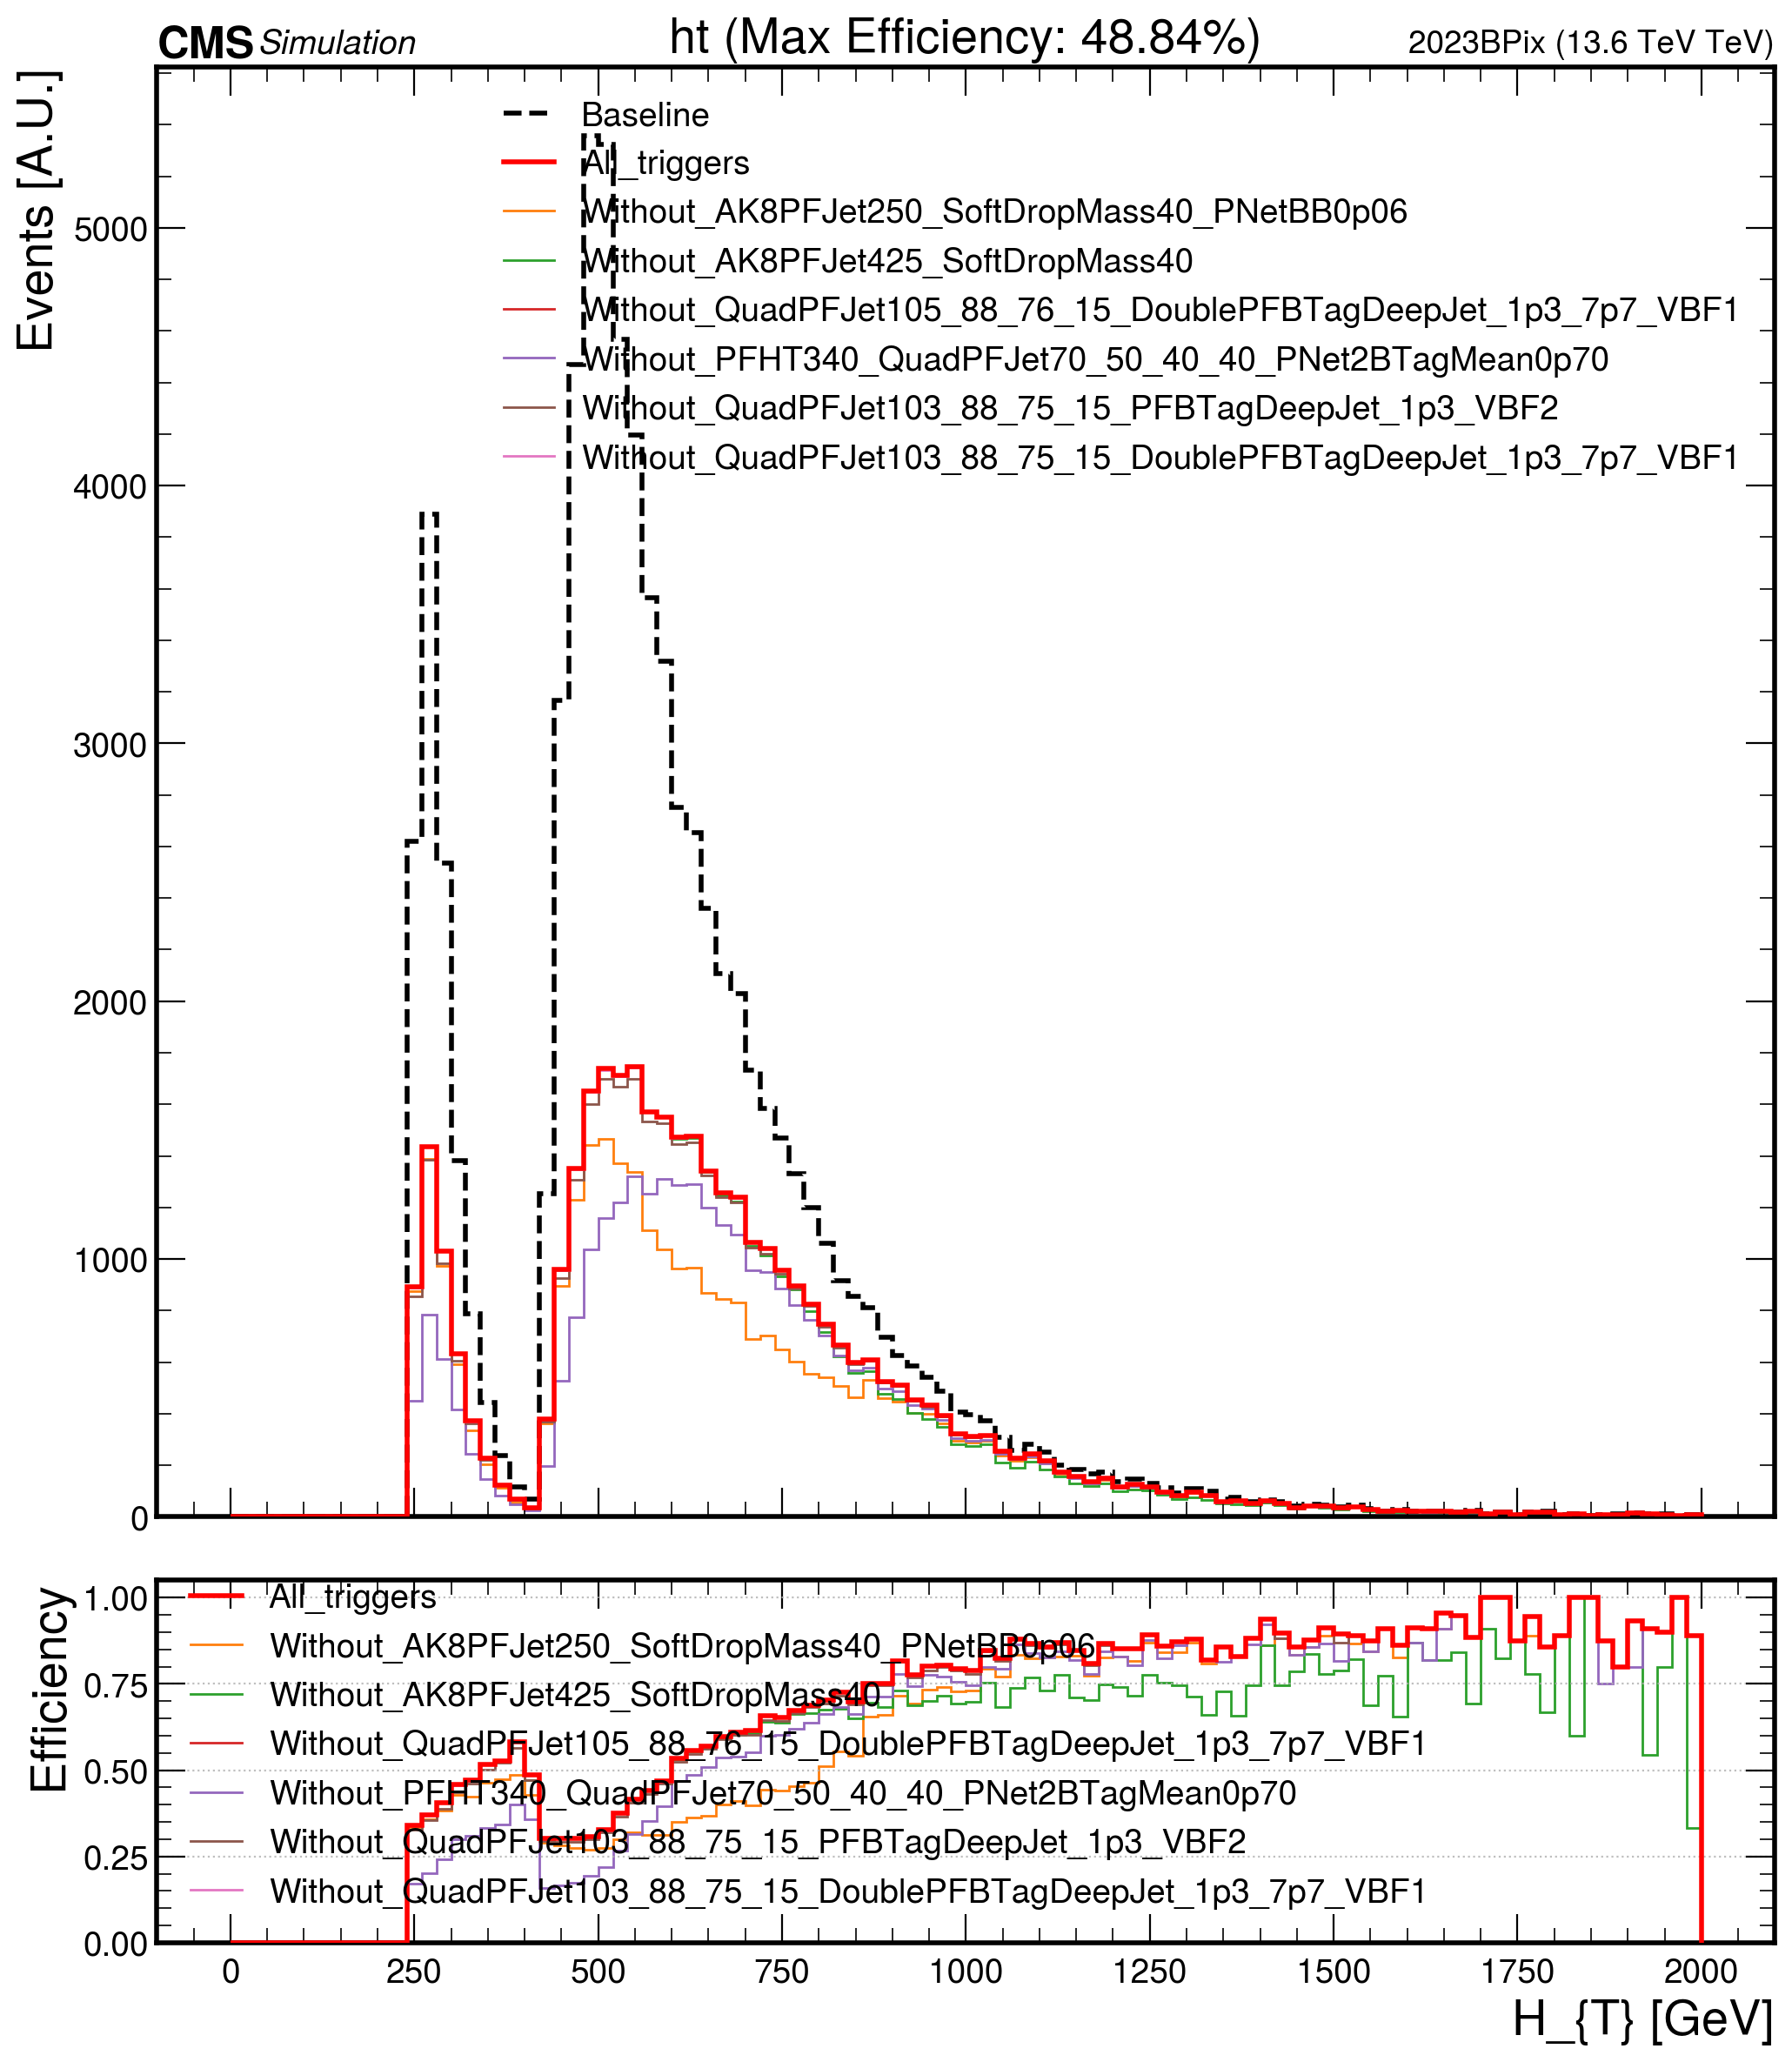 CMS Simulation ht (Max Efficiency: 48.84%) 2023BPix (13.6 TeV TeV)
Events [A.U.]
Baseline
All_triggers
Without_AK8PFJet250_SoftDropMass40_PNetBB0p06
Without_AK8PFJet425_SoftDropMass40
Without_QuadPFJet105_88_76_15_DoublePFBTagDeepJet_1p3_7p7_VBF1
Without_PFHT340_QuadPFJet70_50_40_40_PNet2BTagMean0p70
Without_QuadPFJet103_88_75_15_PFBTagDeepJet_1p3_VBF2
Without_QuadPFJet103_88_75_15_DoublePFBTagDeepJet_1p3_7p7_VBF1
5000
4000
3000
2000
1000
0
Efficiency
All_triggers
Without_AK8PFJet250_SoftDropMass40_PNetBB0p06
Without_AK8PFJet425_SoftDropMass40
Without_QuadPFJet105_88_76_15_DoublePFBTagDeepJet_1p3_7p7_VBF1
Without_PFHT340_QuadPFJet70_50_40_40_PNet2BTagMean0p70
Without_QuadPFJet103_88_75_15_PFBTagDeepJet_1p3_VBF2
Without_QuadPFJet103_88_75_15_DoublePFBTagDeepJet_1p3_7p7_VBF1
1.00
0.75
0.50
0.25
0.00
0 250 500 750 1000 1250 1500 1750 2000
H_{T} [GeV]